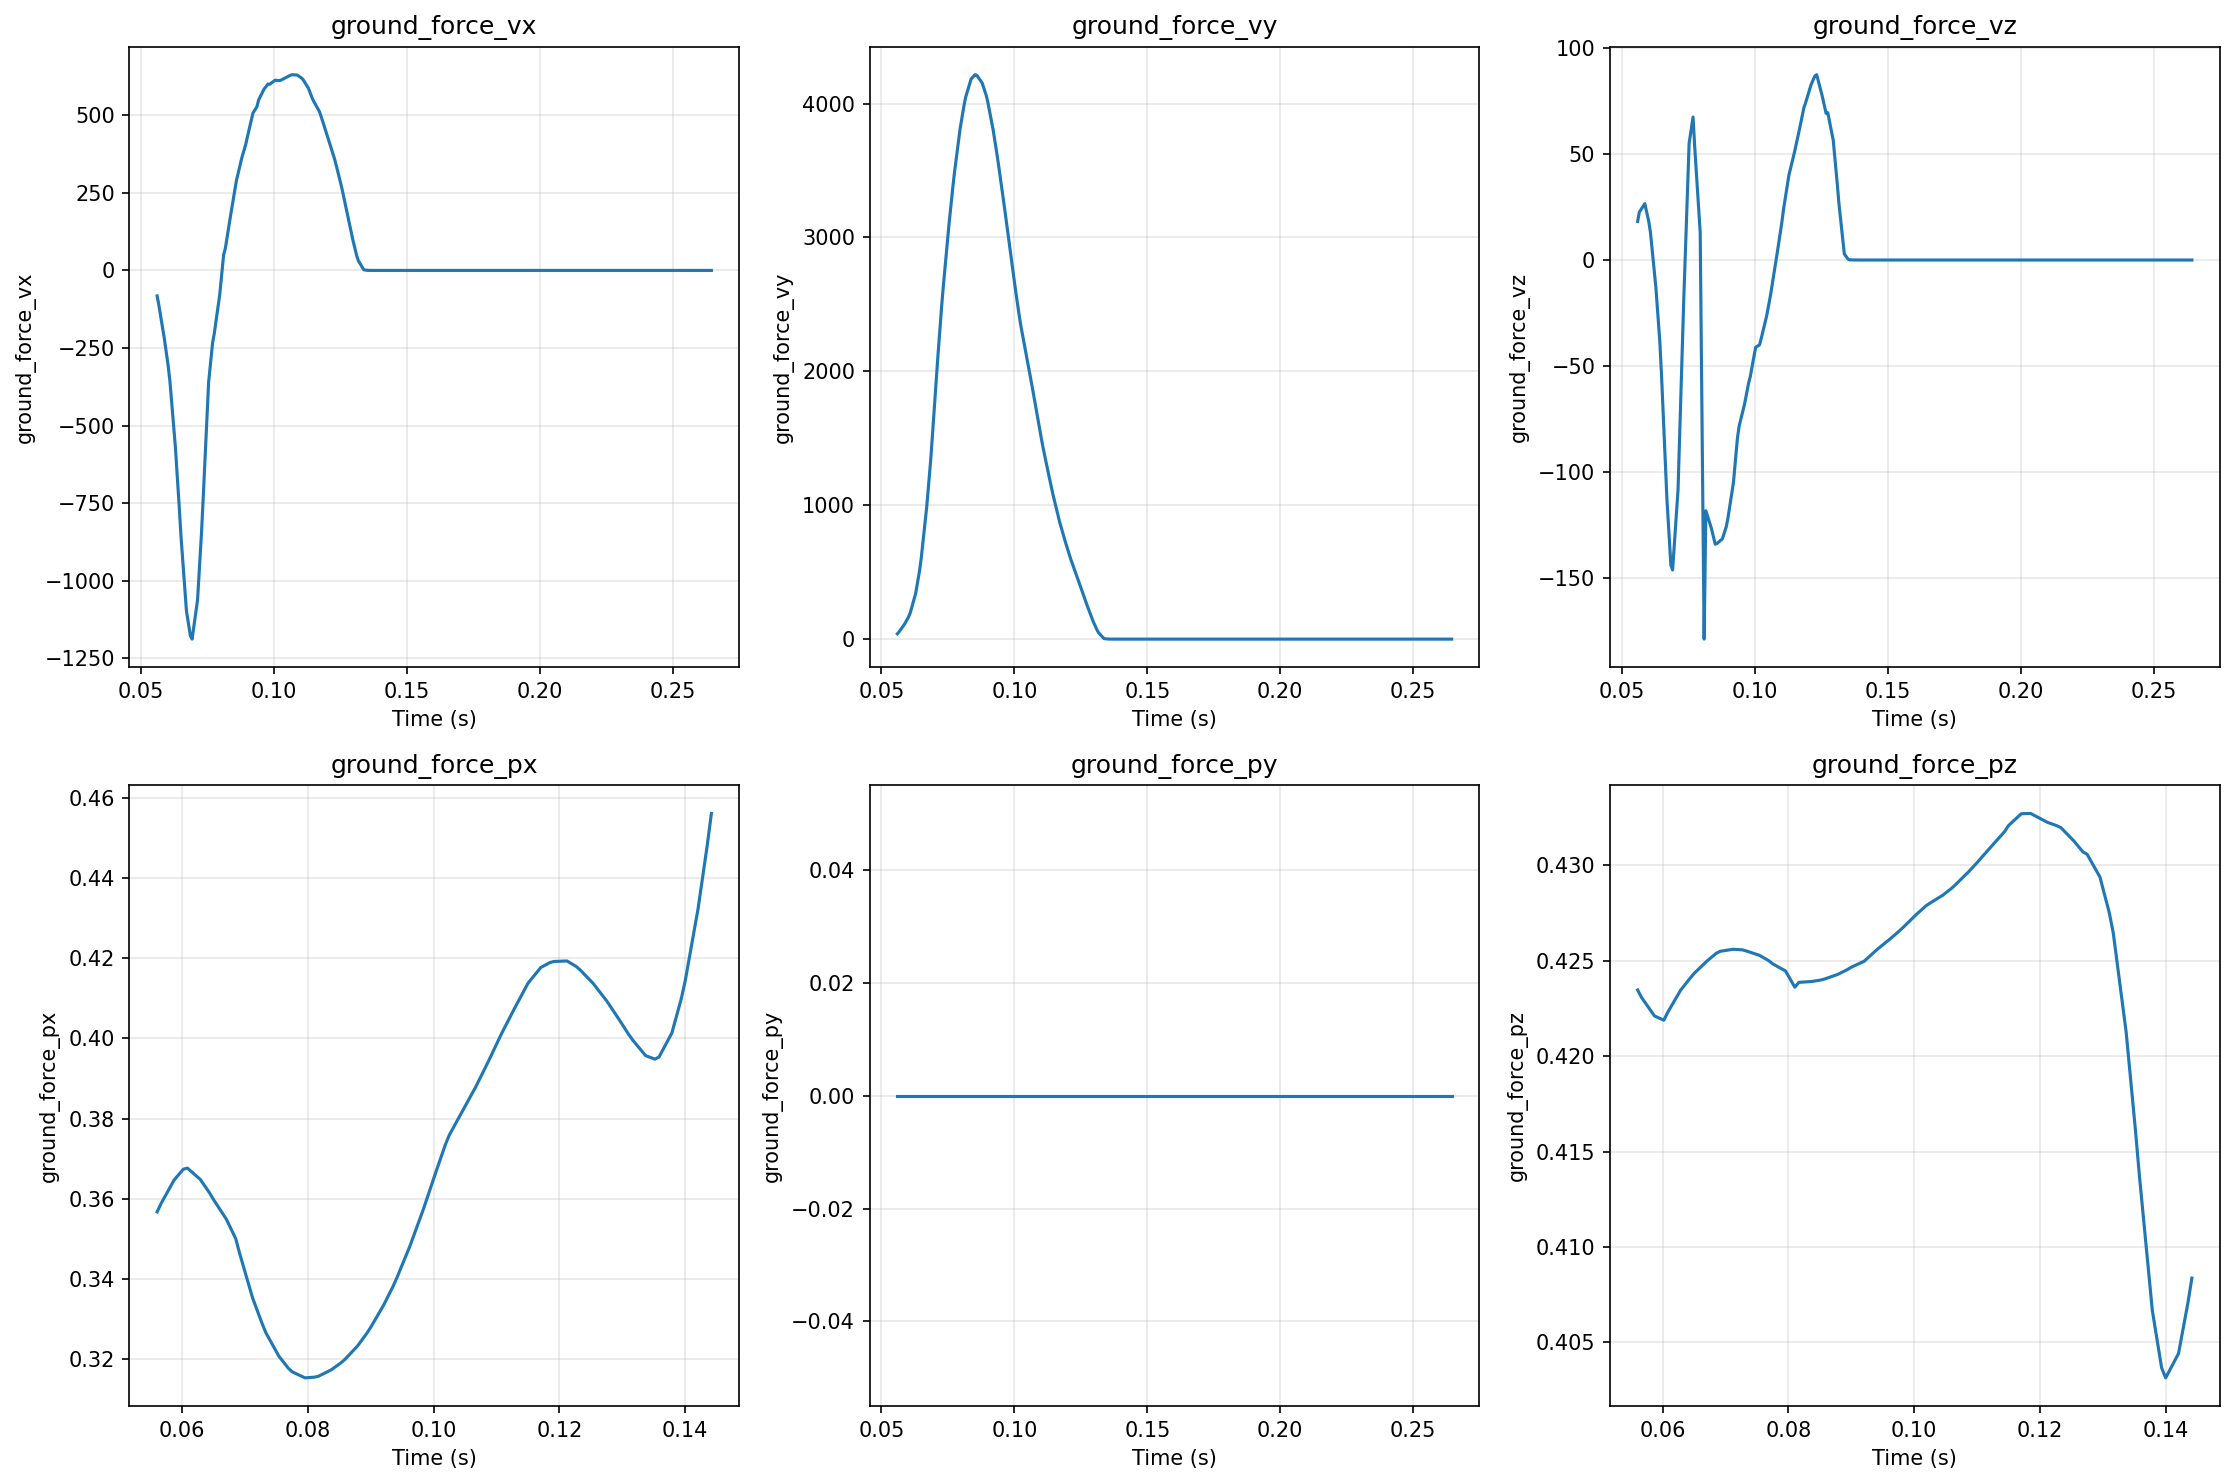 ground_force_vx
ground_force_vx
500
250
0
−250
−500
−750
−1000
−1250
0.05 0.10 0.15 0.20 0.25
Time (s)
ground_force_vy
ground_force_vy
4000
3000
2000
1000
0
0.05 0.10 0.15 0.20 0.25
Time (s)
ground_force_vz
ground_force_vz
100
50
0
−50
−100
−150
0.05 0.10 0.15 0.20 0.25
Time (s)
ground_force_px
ground_force_px
0.46
0.44
0.42
0.40
0.38
0.36
0.34
0.32
0.06 0.08 0.10 0.12 0.14
Time (s)
ground_force_py
ground_force_py
0.04
0.02
0.00
−0.02
−0.04
0.05 0.10 0.15 0.20 0.25
Time (s)
ground_force_pz
ground_force_pz
0.430
0.425
0.420
0.415
0.410
0.405
0.06 0.08 0.10 0.12 0.14
Time (s)